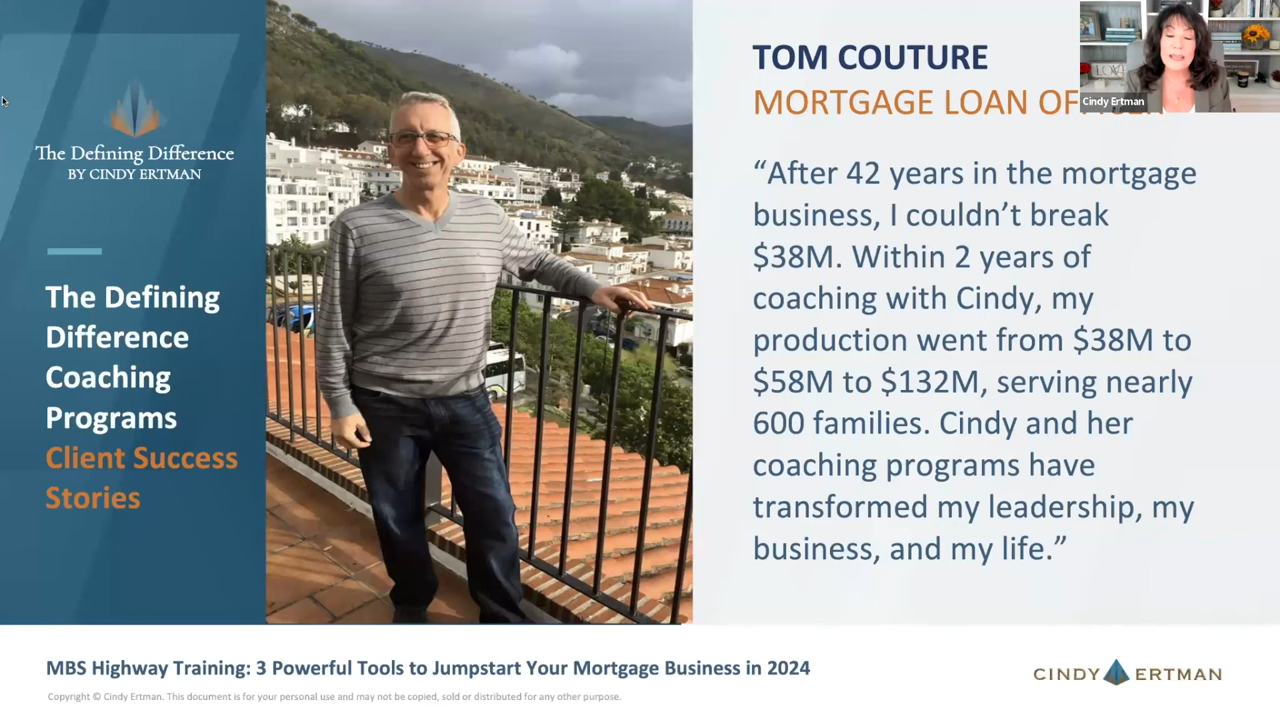 The Defining Difference
BY CINDY ERTMAN
The Defining
Difference
Coaching
Programs
Client Success
Stories
TOM COUTURE
MORTGAGE LOAN
Cindy Ertman
“After 42 years in the mortgage
business, I couldn’t break
$38M. Within 2 years of
coaching with Cindy, my
production went from $38M to
$58M to $132M, serving nearly
600 families. Cindy and her
coaching programs have
transformed my leadership, my
business, and my life.”
MBS Highway Training: 3 Powerful Tools to Jumpstart Your Mortgage Business in 2024
Copyright © Cindy Ertman. This document is for your personal use and may not be copied, sold or distributed for any other purpose.
CINDY ERTMAN